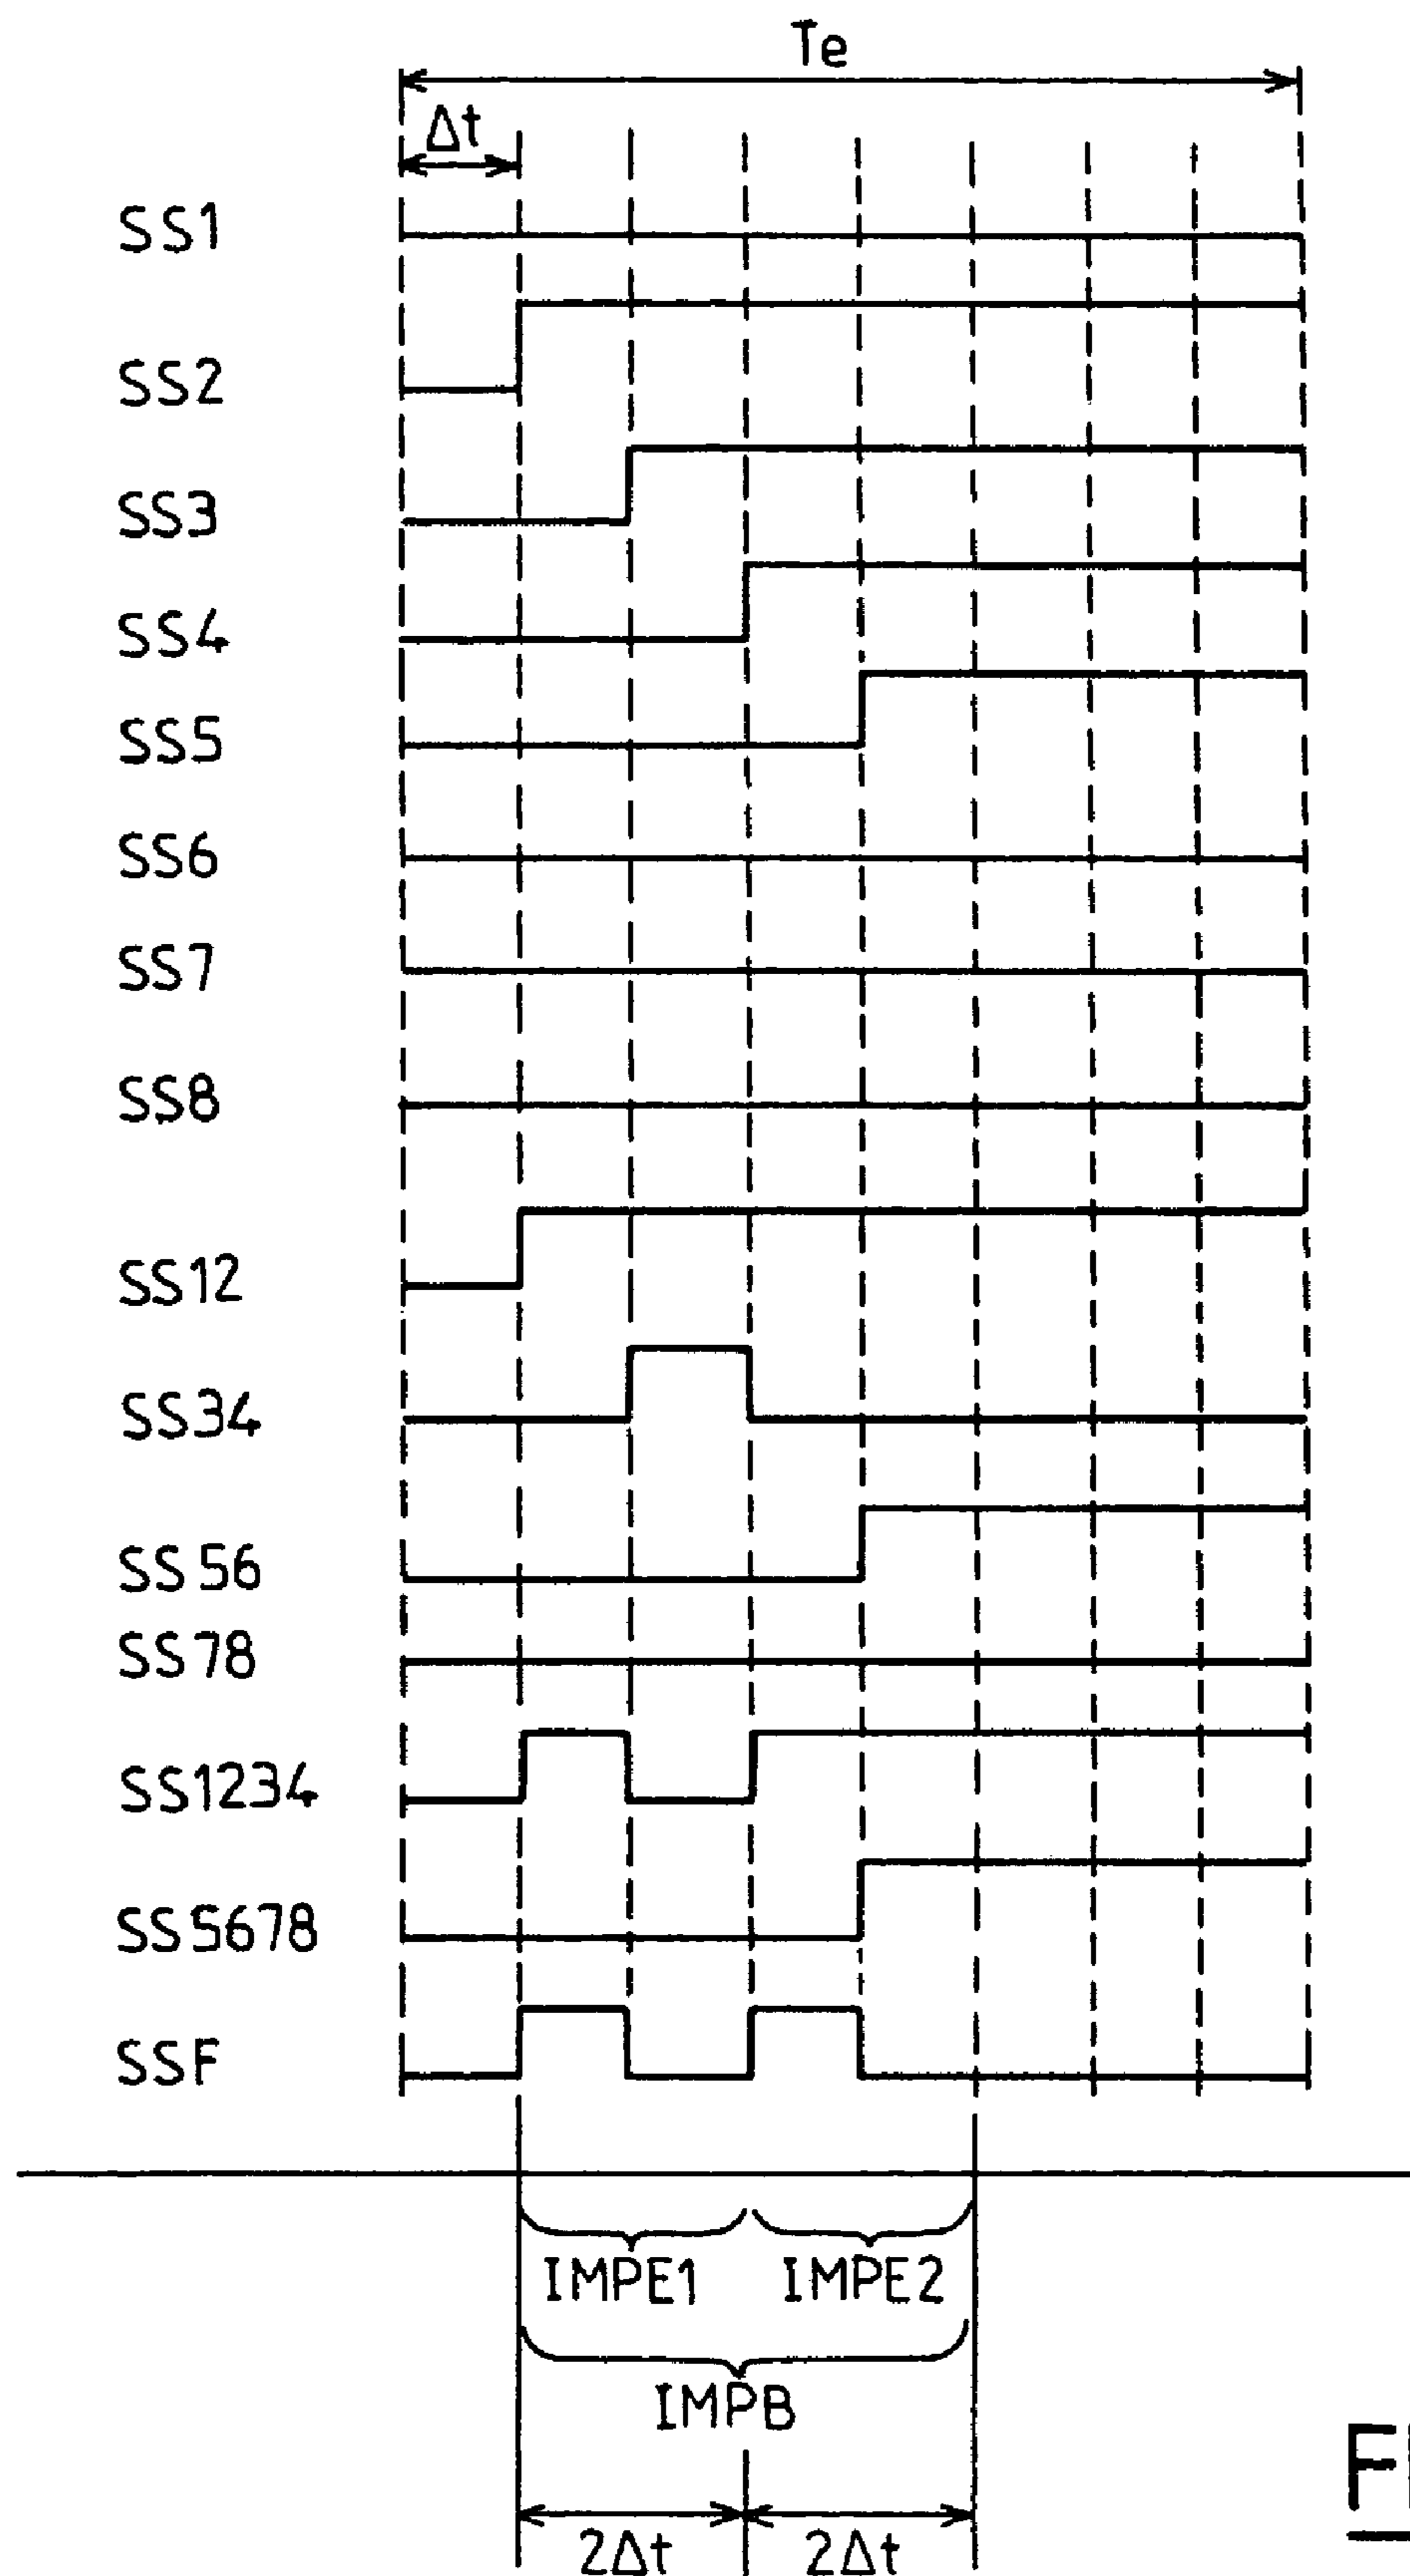 Te
Δt
SS1
SS2
SS3
SS4
SS5
SS6
SS7
SS8
SS12
SS34
SS56
SS78
SS1234
SS5678
SSF
IMPE1 IMPE2
IMPB
2Δt 2Δt